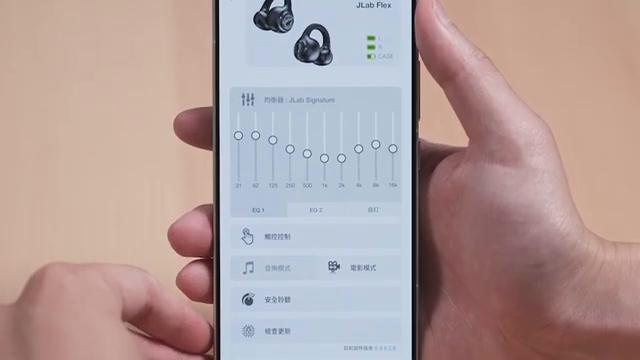 JLab Flex
L
R
CASE
均衡器 : JLab Signature
31 62 125 250 500 1k 2k 4k 8k 16k
EQ 1 EQ 2 自訂
觸控控制
音樂模式 電影模式
安全聆聽
檢查更新